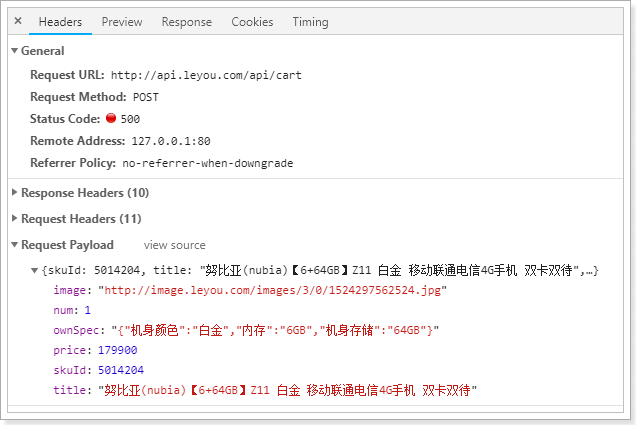 × Headers Preview Response Cookies Timing
▼General
Request URL: http://api.leyou.com/api/cart
Request Method: POST
Status Code: 500
Remote Address: 127.0.0.1:80
Referrer Policy: no-referrer-when-downgrade
▶Response Headers (10)
▶Request Headers (11)
▼Request Payload view source
▼{skuId: 5014204, title: "努比亚(nubia)【6+64GB】Z11 白金 移动联通电信4G手机 双卡双待",…}
image: "http://image.leyou.com/images/3/0/1524297562524.jpg"
num: 1
ownSpec: "{"机身颜色":"白金","内存":"6GB","机身存储":"64GB"}"
price: 179900
skuId: 5014204
title: "努比亚(nubia)【6+64GB】Z11 白金 移动联通电信4G手机 双卡双待"